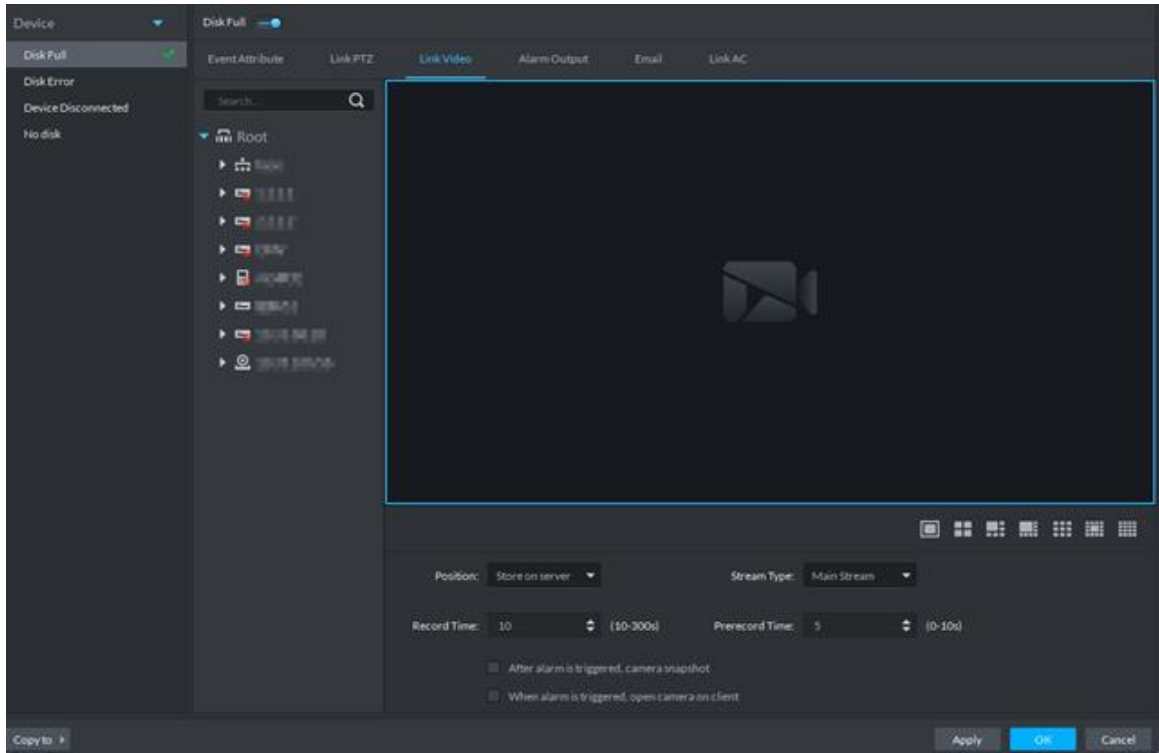 Device
Disk Full
Disk Full
Disk Error
Device Disconnected
No disk
Event Attribute Link PTZ Link Video Alarm Output Email Link AC
Search...
Root
Position: Store on server Stream Type: Main Stream
Record Time: 10 (10-300s) Prerecord Time: 5 (0-10s)
After alarm is triggered, camera snapshot
When alarm is triggered, open camera on client
Copy to Apply OK Cancel